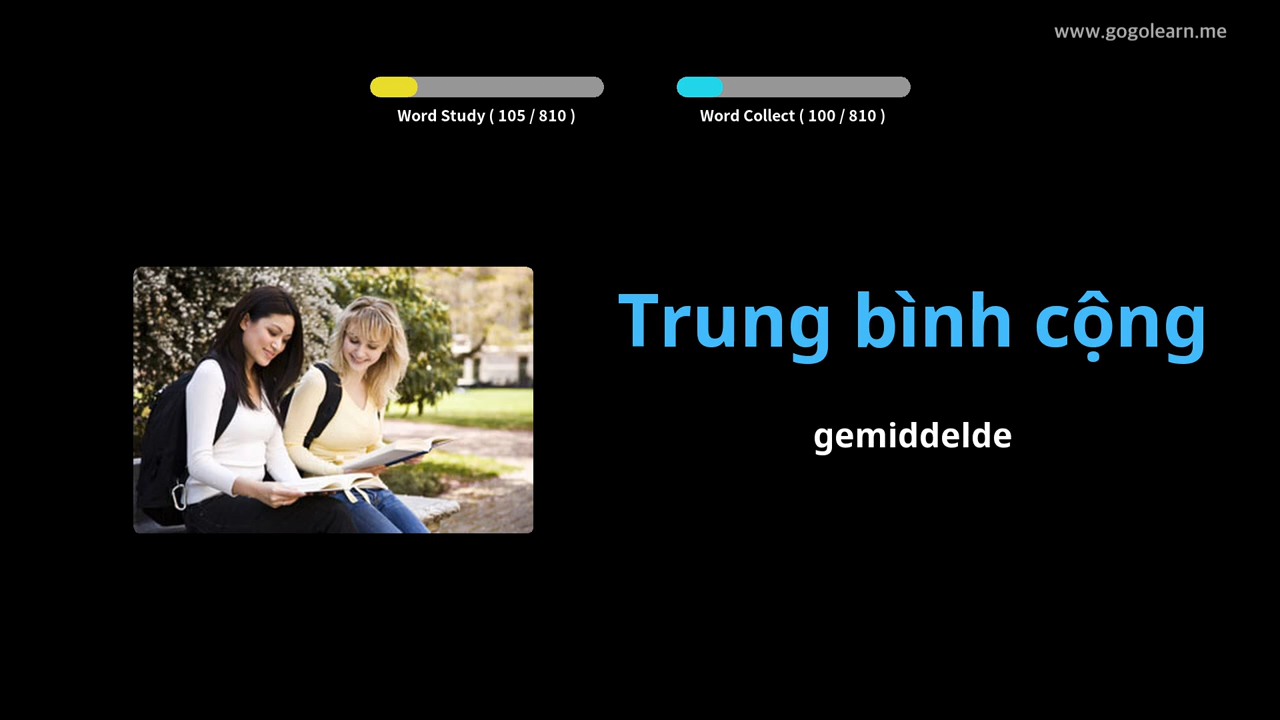 www.gogolearn.me
Word Study ( 105 / 810 )
Word Collect ( 100 / 810 )
Trung bình cộng
gemiddelde